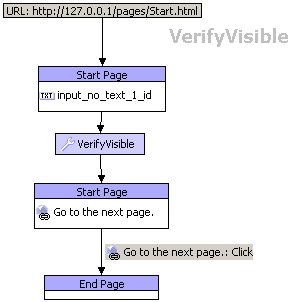 URL: http://127.0.0.1/pages/Start.html
VerifyVisible
Start Page
TXT input_no_text_1_id
VerifyVisible
Start Page
Go to the next page.
Go to the next page.: Click
End Page